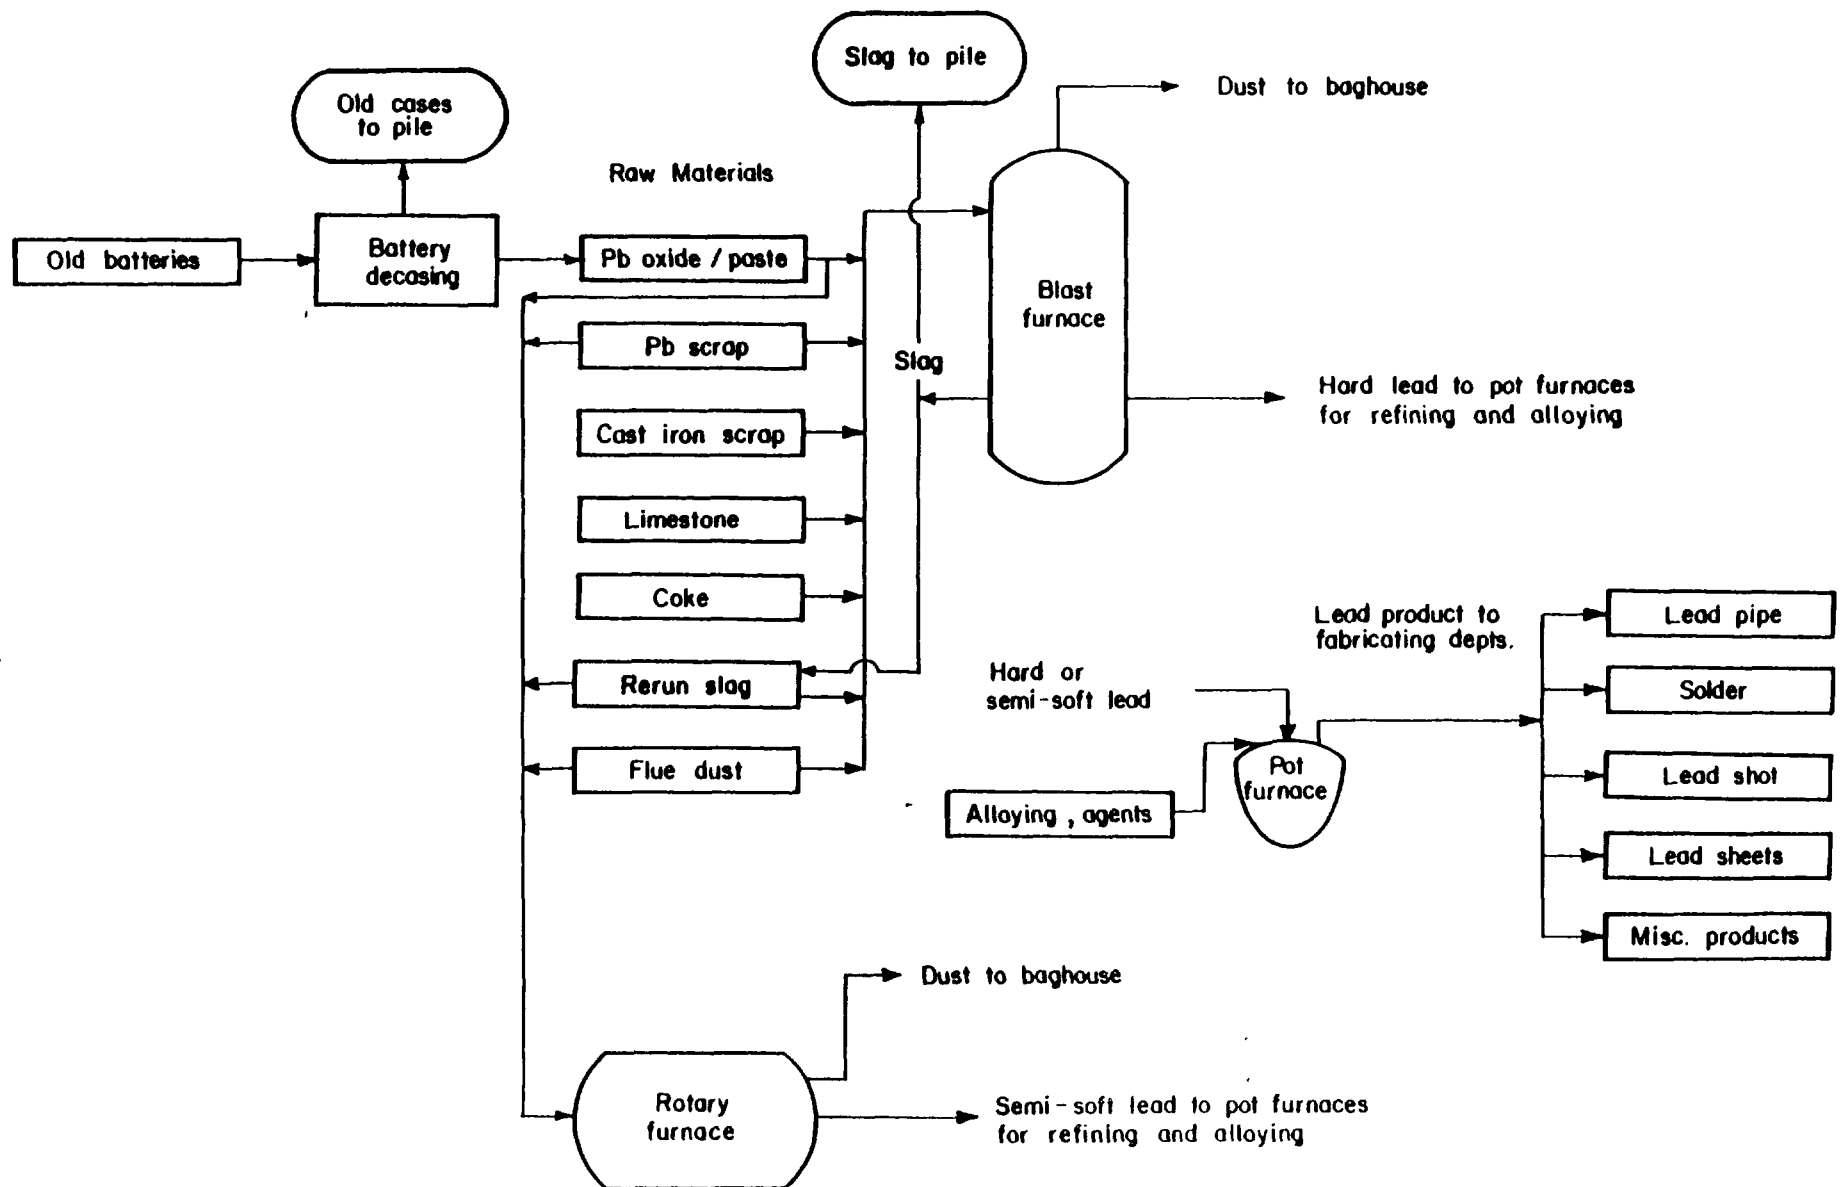 Slag to pile
Dust to baghouse
Old cases
to pile
Raw Materials
Old batteries
Battery
decasing
Pb oxide / paste
Blast
furnace
Pb scrap
Slag
Hard lead to pot furnaces
for refining and alloying
Cast iron scrap
Limestone
Coke
Lead product to
fabricating depts.
Lead pipe
Hard or
semi-soft lead
Rerun slag
Solder
Flue dust
Pot
furnace
Lead shot
Alloying , agents
Lead sheets
Misc. products
Dust to baghouse
Rotary
furnace
Semi-soft lead to pot furnaces
for refining and alloying